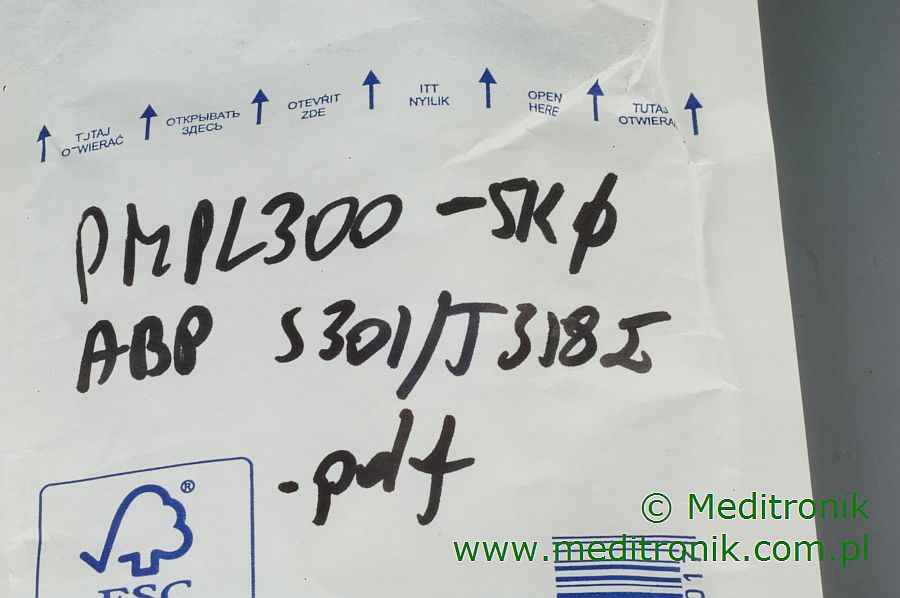 TUTAJ
OTWIERAĆ
ОТКРЫВАТЬ
ЗДЕСЬ
OTEVŘIT
ZDE
ITT
NYILIK
OPEN
HERE
TUTAJ
OTWIERAĆ
PMPL300 -5Kø
ABP S301/J318I
.pdf
®
FSC
© Meditronik
www.meditronik.com.pl